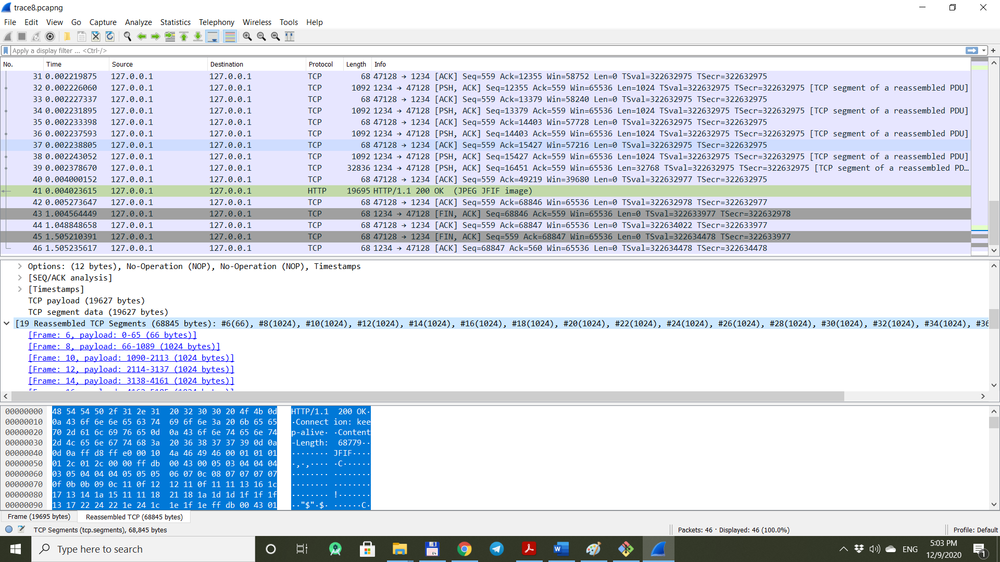 trace8.pcapng
File Edit View Go Capture Analyze Statistics Telephony Wireless Tools Help
Apply a display filter ... <Ctrl-/>
No. Time Source Destination Protocol Length Info
31 0.002219875 127.0.0.1 127.0.0.1 TCP 68 47128 → 1234 [ACK] Seq=559 Ack=12355 Win=58752 Len=0 TSval=322632975 TSecr=322632975
32 0.002226060 127.0.0.1 127.0.0.1 TCP 1092 1234 → 47128 [PSH, ACK] Seq=12355 Ack=559 Win=65536 Len=1024 TSval=322632975 TSecr=322632975 [TCP segment of a reassembled PDU]
33 0.002227337 127.0.0.1 127.0.0.1 TCP 68 47128 → 1234 [ACK] Seq=559 Ack=13379 Win=58240 Len=0 TSval=322632975 TSecr=322632975
34 0.002231895 127.0.0.1 127.0.0.1 TCP 1092 1234 → 47128 [PSH, ACK] Seq=13379 Ack=559 Win=65536 Len=1024 TSval=322632975 TSecr=322632975 [TCP segment of a reassembled PDU]
35 0.002233398 127.0.0.1 127.0.0.1 TCP 68 47128 → 1234 [ACK] Seq=559 Ack=14403 Win=57728 Len=0 TSval=322632975 TSecr=322632975
36 0.002237593 127.0.0.1 127.0.0.1 TCP 1092 1234 → 47128 [PSH, ACK] Seq=14403 Ack=559 Win=65536 Len=1024 TSval=322632975 TSecr=322632975 [TCP segment of a reassembled PDU]
37 0.002238805 127.0.0.1 127.0.0.1 TCP 68 47128 → 1234 [ACK] Seq=559 Ack=15427 Win=57216 Len=0 TSval=322632975 TSecr=322632975
38 0.002243052 127.0.0.1 127.0.0.1 TCP 1092 1234 → 47128 [PSH, ACK] Seq=15427 Ack=559 Win=65536 Len=1024 TSval=322632975 TSecr=322632975 [TCP segment of a reassembled PDU]
39 0.002378670 127.0.0.1 127.0.0.1 TCP 32836 1234 → 47128 [PSH, ACK] Seq=16451 Ack=559 Win=65536 Len=32768 TSval=322632975 TSecr=322632975 [TCP segment of a reassembled PD…
40 0.004000152 127.0.0.1 127.0.0.1 TCP 68 47128 → 1234 [ACK] Seq=559 Ack=49219 Win=39680 Len=0 TSval=322632977 TSecr=322632975
41 0.004023615 127.0.0.1 127.0.0.1 HTTP 19695 HTTP/1.1 200 OK (JPEG JFIF image)
42 0.005273647 127.0.0.1 127.0.0.1 TCP 68 47128 → 1234 [ACK] Seq=559 Ack=68846 Win=65536 Len=0 TSval=322632978 TSecr=322632977
43 1.004564449 127.0.0.1 127.0.0.1 TCP 68 1234 → 47128 [FIN, ACK] Seq=68846 Ack=559 Win=65536 Len=0 TSval=322633977 TSecr=322632978
44 1.048848658 127.0.0.1 127.0.0.1 TCP 68 47128 → 1234 [ACK] Seq=559 Ack=68847 Win=65536 Len=0 TSval=322634022 TSecr=322633977
45 1.505210391 127.0.0.1 127.0.0.1 TCP 68 47128 → 1234 [FIN, ACK] Seq=559 Ack=68847 Win=65536 Len=0 TSval=322634478 TSecr=322633977
46 1.505235617 127.0.0.1 127.0.0.1 TCP 68 1234 → 47128 [ACK] Seq=68847 Ack=560 Win=65536 Len=0 TSval=322634478 TSecr=322634478
Options: (12 bytes), No-Operation (NOP), No-Operation (NOP), Timestamps
[SEQ/ACK analysis]
[Timestamps]
TCP payload (19627 bytes)
TCP segment data (19627 bytes)
[19 Reassembled TCP Segments (68845 bytes): #6(66), #8(1024), #10(1024), #12(1024), #14(1024), #16(1024), #18(1024), #20(1024), #22(1024), #24(1024), #26(1024), #28(1024), #30(1024), #32(1024), #34(1024), #36
[Frame: 6, payload: 0-65 (66 bytes)]
[Frame: 8, payload: 66-1089 (1024 bytes)]
[Frame: 10, payload: 1090-2113 (1024 bytes)]
[Frame: 12, payload: 2114-3137 (1024 bytes)]
[Frame: 14, payload: 3138-4161 (1024 bytes)]
00000000 48 54 54 50 2f 31 2e 31 20 32 30 30 20 4f 4b 0d HTTP/1.1 200 OK·
00000010 0a 43 6f 6e 6e 65 63 74 69 6f 6e 3a 20 6b 65 65 ·Connect ion: kee
00000020 70 2d 61 6c 69 76 65 0d 0a 43 6f 6e 74 65 6e 74 p-alive· ·Content
00000030 2d 4c 65 6e 67 74 68 3a 20 36 38 37 37 39 0d 0a -Length: 68779··
00000040 0d 0a ff d8 ff e0 00 10 4a 46 49 46 00 01 01 01 ········ JFIF····
00000050 01 2c 01 2c 00 00 ff db 00 43 00 05 03 04 04 04 ·,·,···· ·C······
00000060 03 05 04 04 04 05 05 05 06 07 0c 08 07 07 07 07 ········ ········
00000070 0f 0b 0b 09 0c 11 0f 12 12 11 0f 11 11 13 16 1c ········ ········
00000080 17 13 14 1a 15 11 11 18 21 18 1a 1d 1d 1f 1f 1f ········ !·······
00000090 13 17 22 24 22 1e 24 1c 1e 1f 1e ff db 00 43 01 ··"$"·$· ······C·
Frame (19695 bytes) Reassembled TCP (68845 bytes)
TCP Segments (tcp.segments), 68,845 bytes
Packets: 46 · Displayed: 46 (100.0%)
Profile: Default
Type here to search
64
ENG
5:03 PM
12/9/2020
1